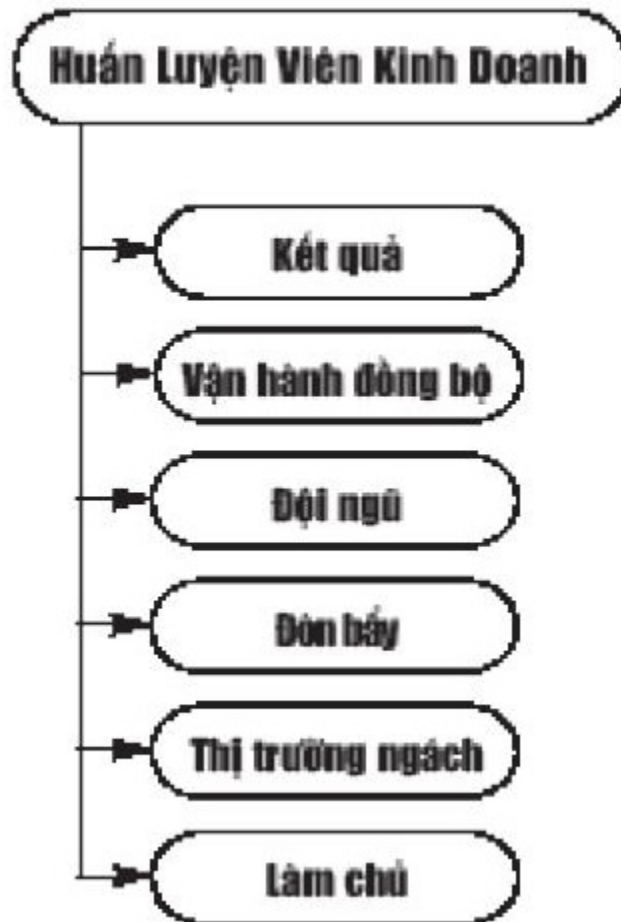 Huấn Luyện Viên Kinh Doanh
Kết quả
Vận hành đồng bộ
Đội ngũ
Đòn bẩy
Thị trường ngách
Làm chủ